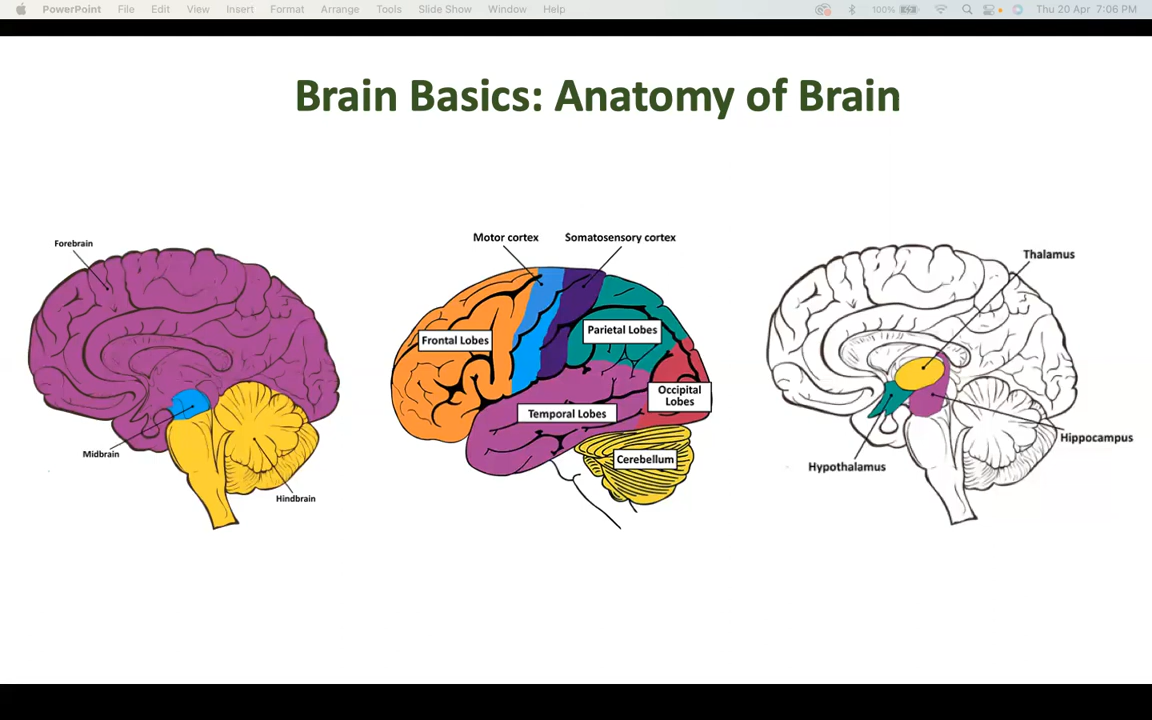 PowerPoint File Edit View Insert Format Arrange Tools Slide Show Window Help 100% Thu 20 Apr 7:06 PM
Brain Basics: Anatomy of Brain
Forebrain
Midbrain
Hindbrain
Motor cortex
Somatosensory cortex
Frontal Lobes
Parietal Lobes
Occipital
Lobes
Temporal Lobes
Cerebellum
Thalamus
Hippocampus
Hypothalamus